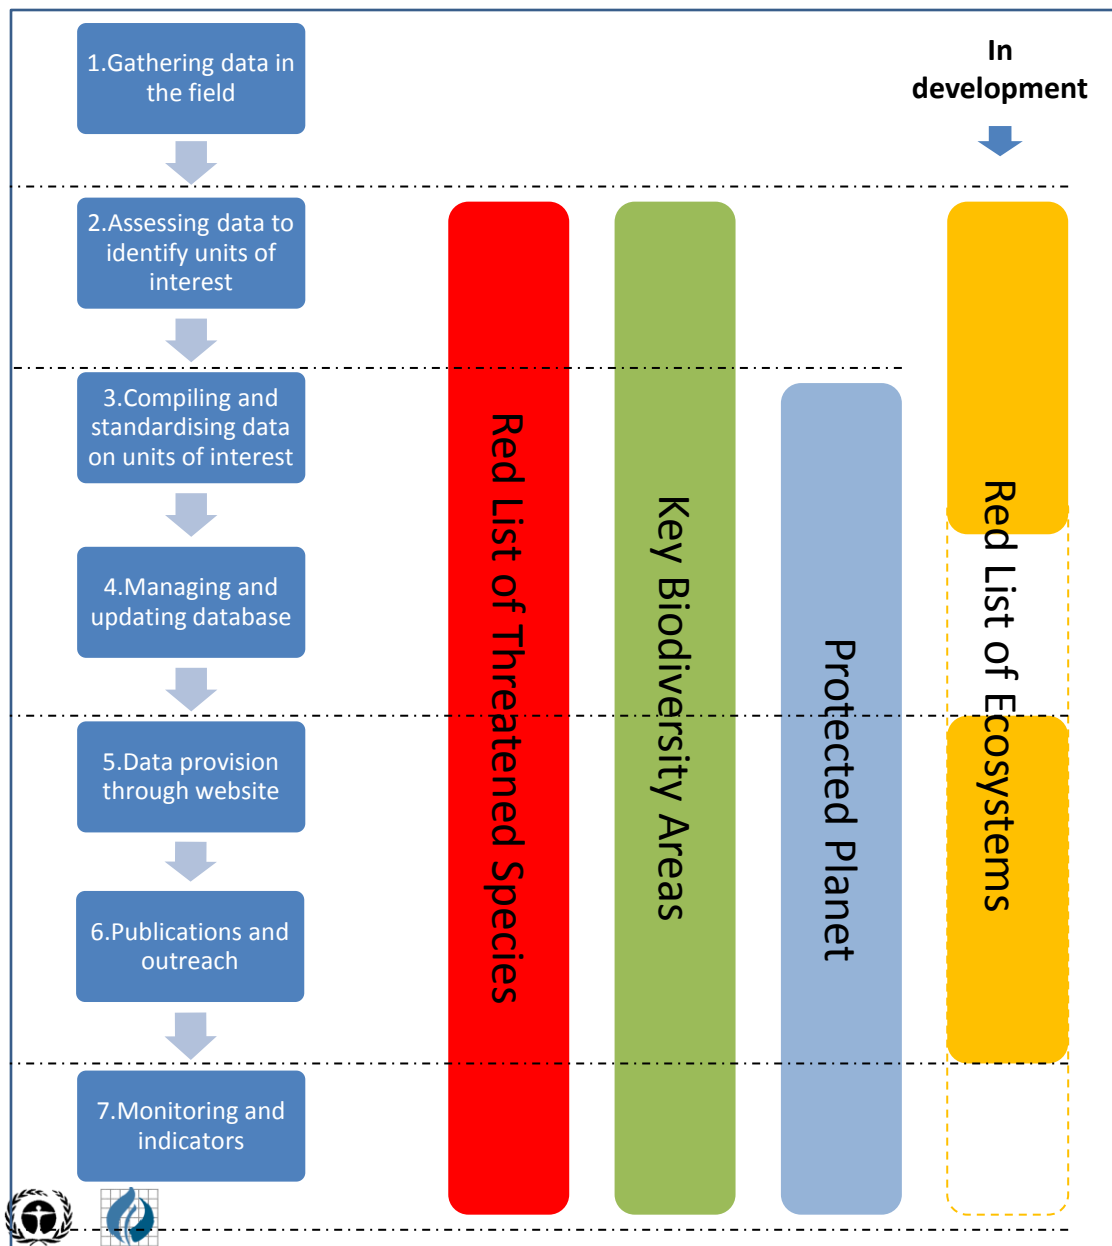 1.Gathering data in
the field
In
development
2.Assessing data to
identify units of
interest
3.Compiling and
standardising data
on units of interest
4.Managing and
updating database
5.Data provision
through website
6.Publications and
outreach
7.Monitoring and
indicators
Red List of Threatened Species
Key Biodiversity Areas
Protected Planet
Red List of Ecosystems